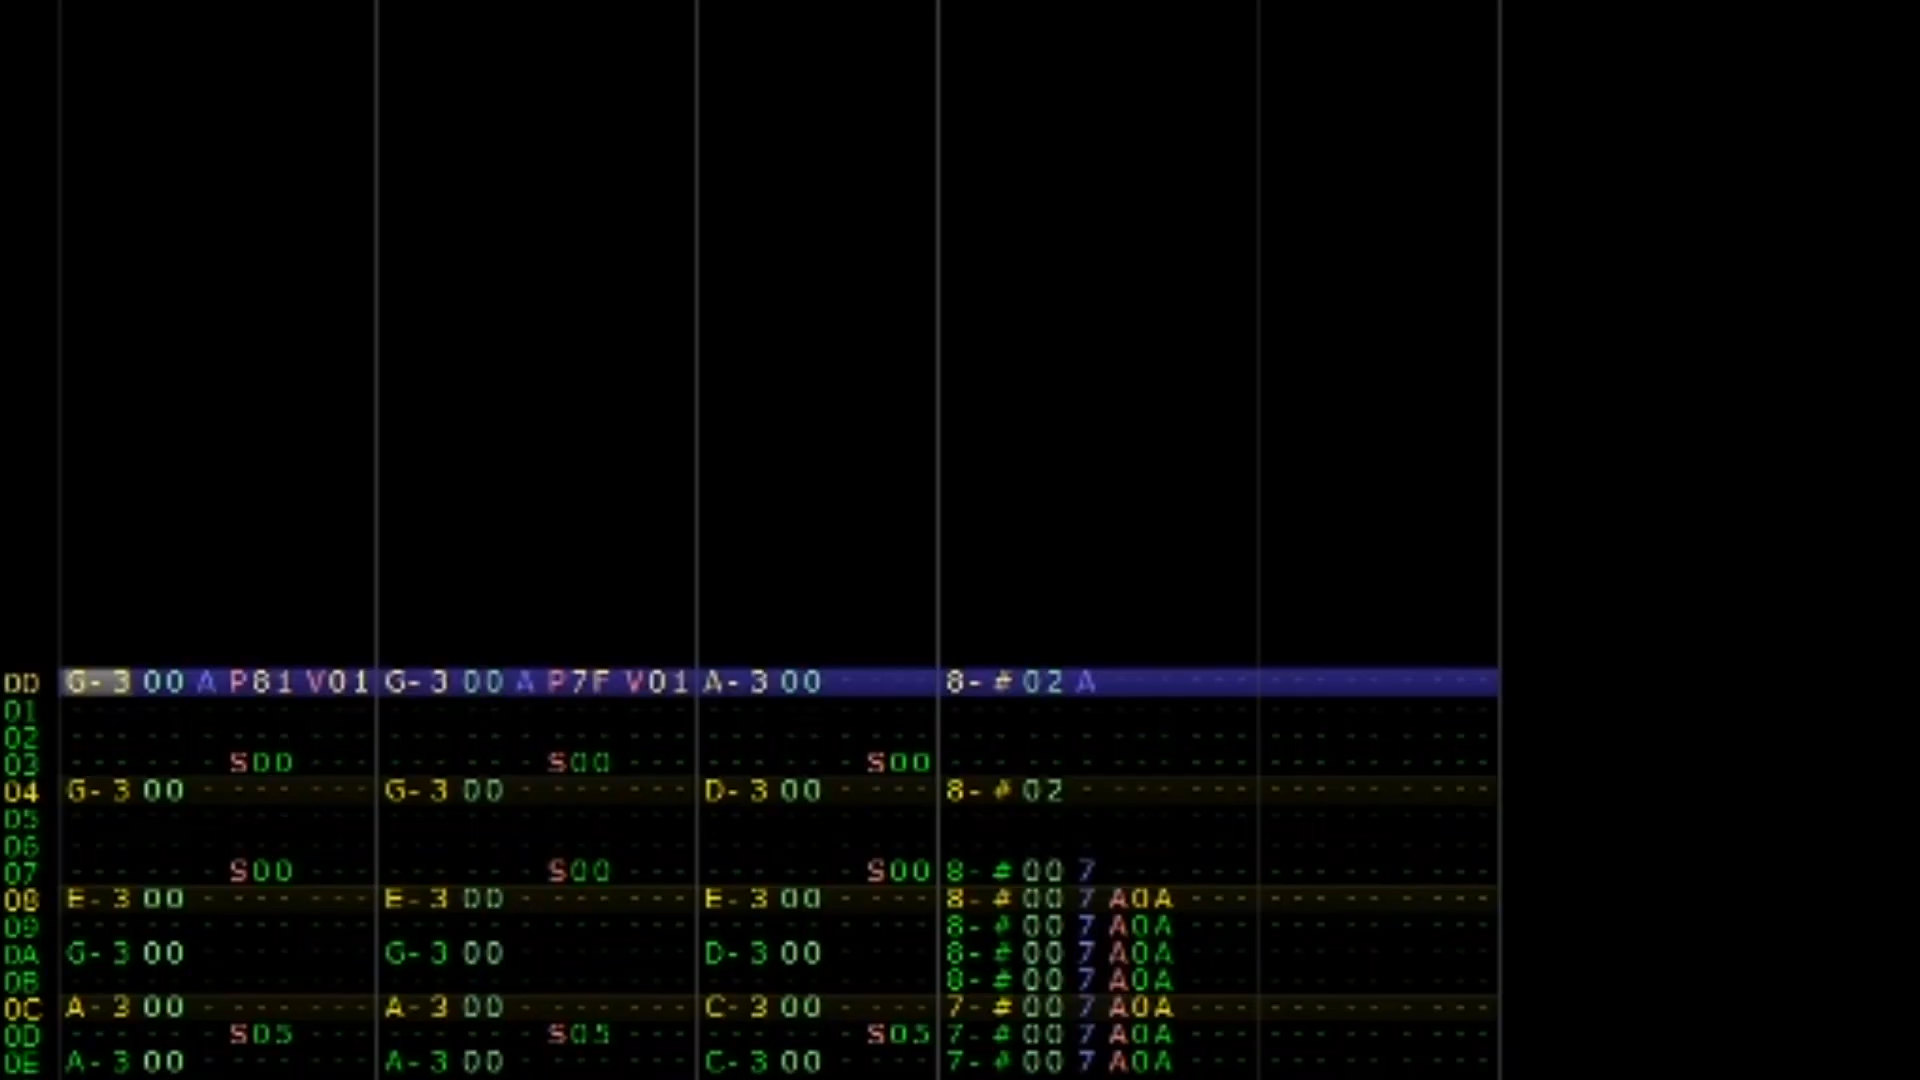 00 G-3 00 A P81 V01 G-3 00 A P7F V01 A-3 00 - --- 8-# 02 A --- --- --- ---
01 --- -- - --- --- --- -- - --- --- --- -- - --- --- -- - --- --- --- -- - ---
02 --- -- - --- --- --- -- - --- --- --- -- - --- --- -- - --- --- --- -- - ---
03 --- -- - S00 --- --- -- - S00 --- --- -- - S00 --- -- - --- --- --- -- - ---
04 G-3 00 - --- --- G-3 00 - --- --- D-3 00 - --- 8-# 02 - --- --- --- -- - ---
05 --- -- - --- --- --- -- - --- --- --- -- - --- --- -- - --- --- --- -- - ---
06 --- -- - --- --- --- -- - --- --- --- -- - --- --- -- - --- --- --- -- - ---
07 --- -- - S00 --- --- -- - S00 --- --- -- - S00 8-# 00 7 --- --- --- -- - ---
08 E-3 00 - --- --- E-3 00 - --- --- E-3 00 - --- 8-# 00 7 A0A --- --- -- - ---
09 --- -- - --- --- --- -- - --- --- --- -- - --- 8-# 00 7 A0A --- --- -- - ---
0A G-3 00 - --- --- G-3 00 - --- --- D-3 00 - --- 8-# 00 7 A0A --- --- -- - ---
0B --- -- - --- --- --- -- - --- --- --- -- - --- 8-# 00 7 A0A --- --- -- - ---
0C A-3 00 - --- --- A-3 00 - --- --- C-3 00 - --- 7-# 00 7 A0A --- --- -- - ---
0D --- -- - S05 --- --- -- - S05 --- --- -- - S05 7-# 00 7 A0A --- --- -- - ---
0E A-3 00 - --- --- A-3 00 - --- --- C-3 00 - --- 7-# 00 7 A0A --- --- -- - ---